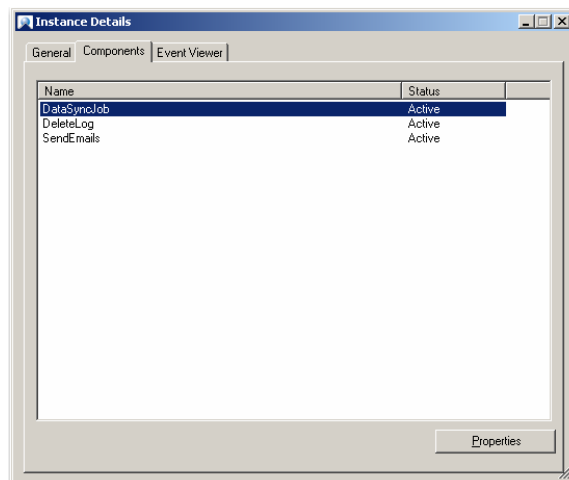 Instance Details
General Components Event Viewer
Name Status
DataSyncJob Active
DeleteLog Active
SendEmails Active
Properties